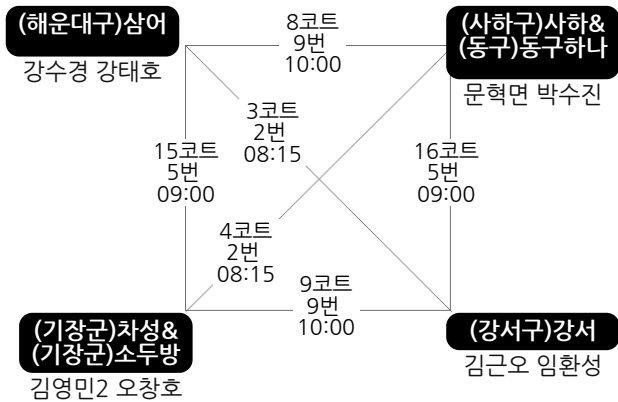 (해운대구)삼어
강수경 강태호
8코트
9번
10:00
(사하구)사하&
(동구)동구하나
문혁면 박수진
3코트
2번
08:15
15코트
5번
09:00
16코트
5번
09:00
4코트
2번
08:15
9코트
9번
10:00
(기장군)차성&
(기장군)소두방
김영민2 오창호
(강서구)강서
김근오 임환성